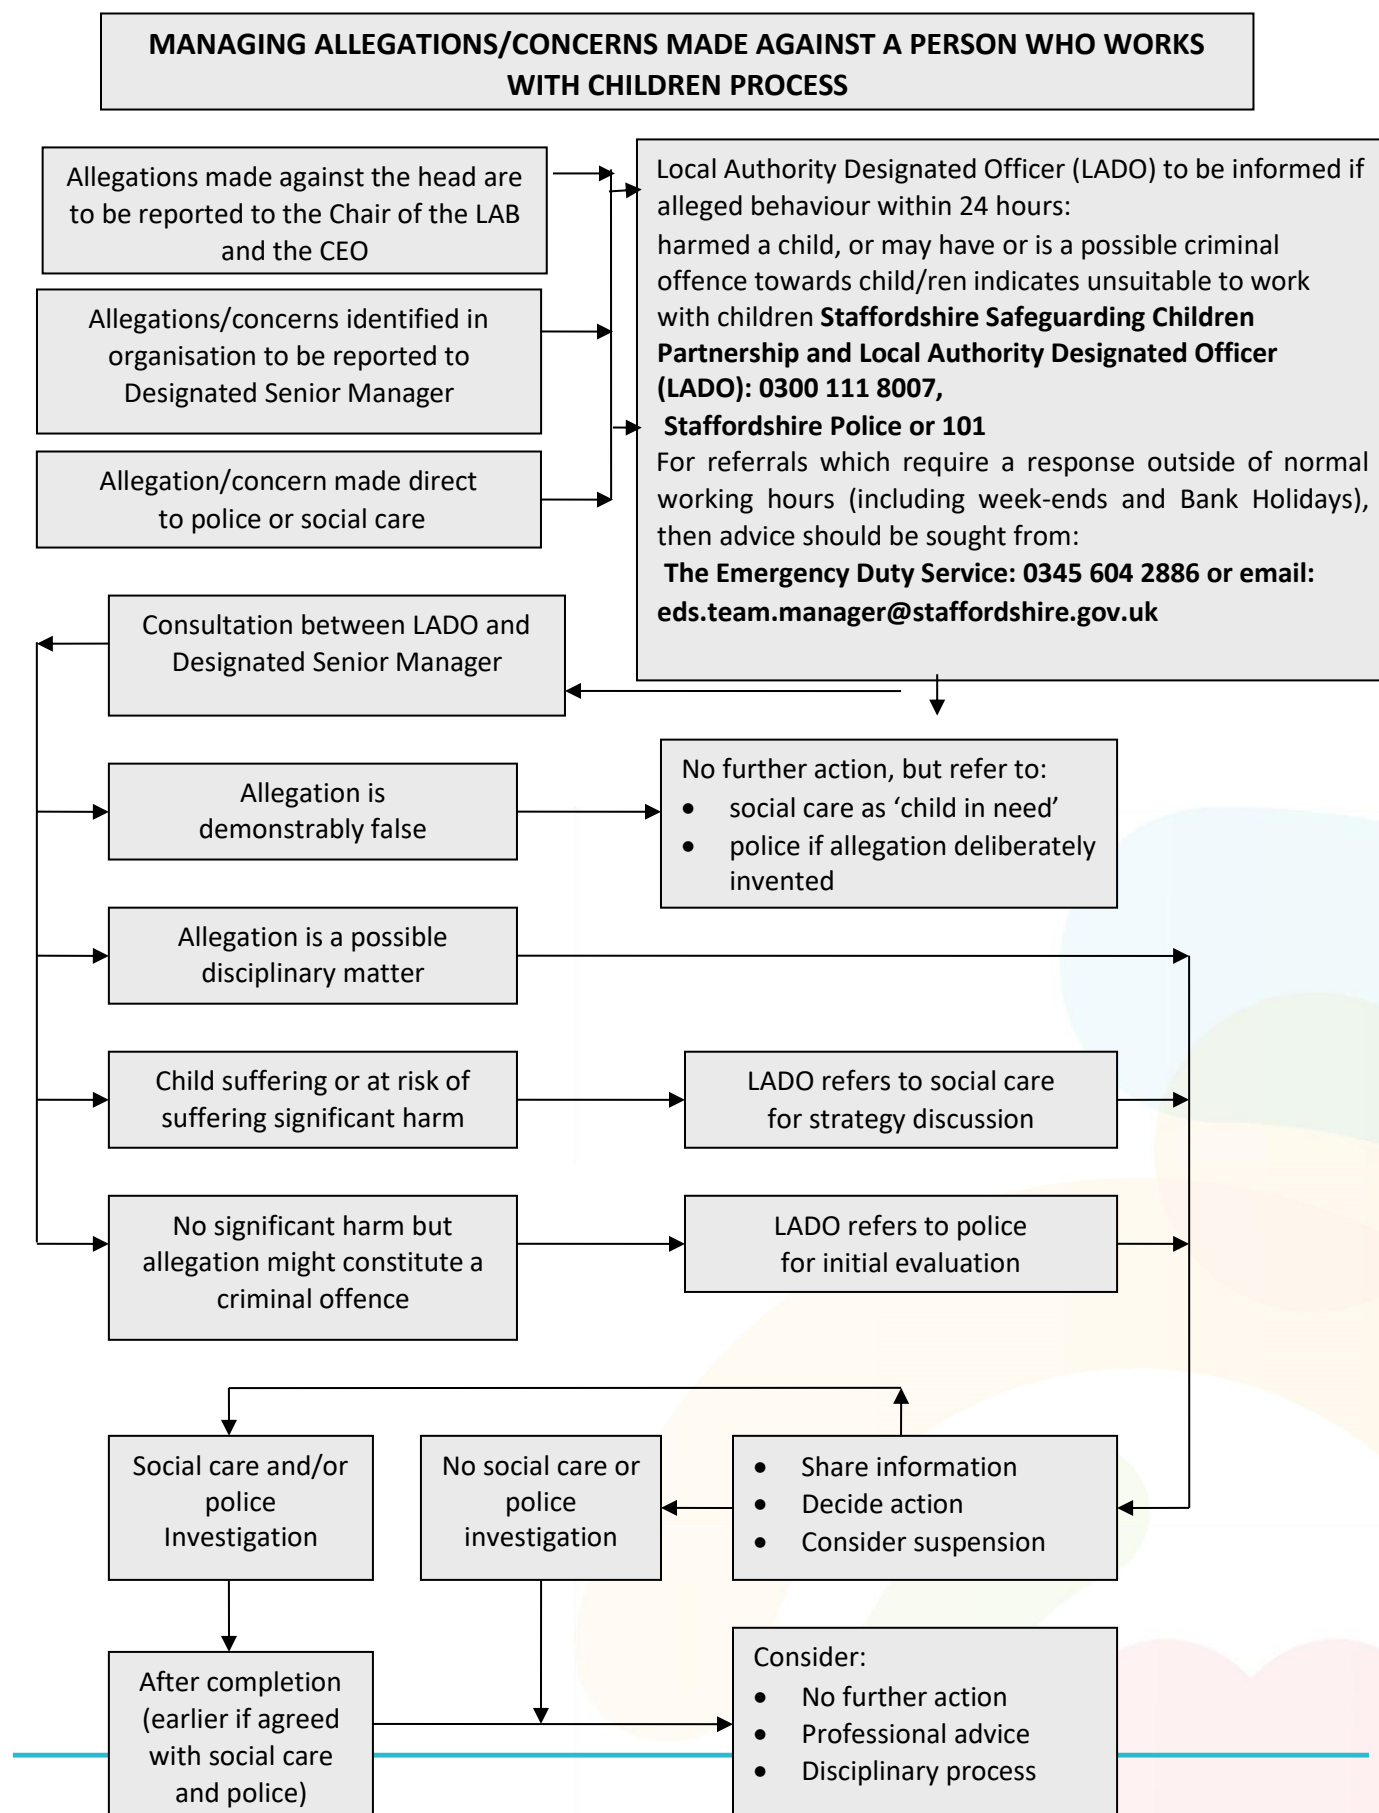 MANAGING ALLEGATIONS/CONCERNS MADE AGAINST A PERSON WHO WORKS
WITH CHILDREN PROCESS
Allegations made against the head are
to be reported to the Chair of the LAB
and the CEO
Allegations/concerns identified in
organisation to be reported to
Designated Senior Manager
Allegation/concern made direct
to police or social care
Local Authority Designated Officer (LADO) to be informed if
alleged behaviour within 24 hours:
harmed a child, or may have or is a possible criminal
offence towards child/ren indicates unsuitable to work
with children Staffordshire Safeguarding Children
Partnership and Local Authority Designated Officer
(LADO): 0300 111 8007,
Staffordshire Police or 101
For referrals which require a response outside of normal
working hours (including week-ends and Bank Holidays),
then advice should be sought from:
The Emergency Duty Service: 0345 604 2886 or email:
eds.team.manager@staffordshire.gov.uk
Consultation between LADO and
Designated Senior Manager
Allegation is
demonstrably false
No further action, but refer to:
• social care as ‘child in need’
• police if allegation deliberately
invented
Allegation is a possible
disciplinary matter
Child suffering or at risk of
suffering significant harm
LADO refers to social care
for strategy discussion
No significant harm but
allegation might constitute a
criminal offence
LADO refers to police
for initial evaluation
Social care and/or
police
Investigation
No social care or
police
investigation
• Share information
• Decide action
• Consider suspension
After completion
(earlier if agreed
with social care
and police)
Consider:
• No further action
• Professional advice
• Disciplinary process